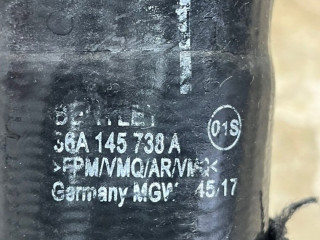 BENTLEY
36A 145 738 A
01S
>FPM/VMQ/AR/VMQ<
Germany MGW 45/17